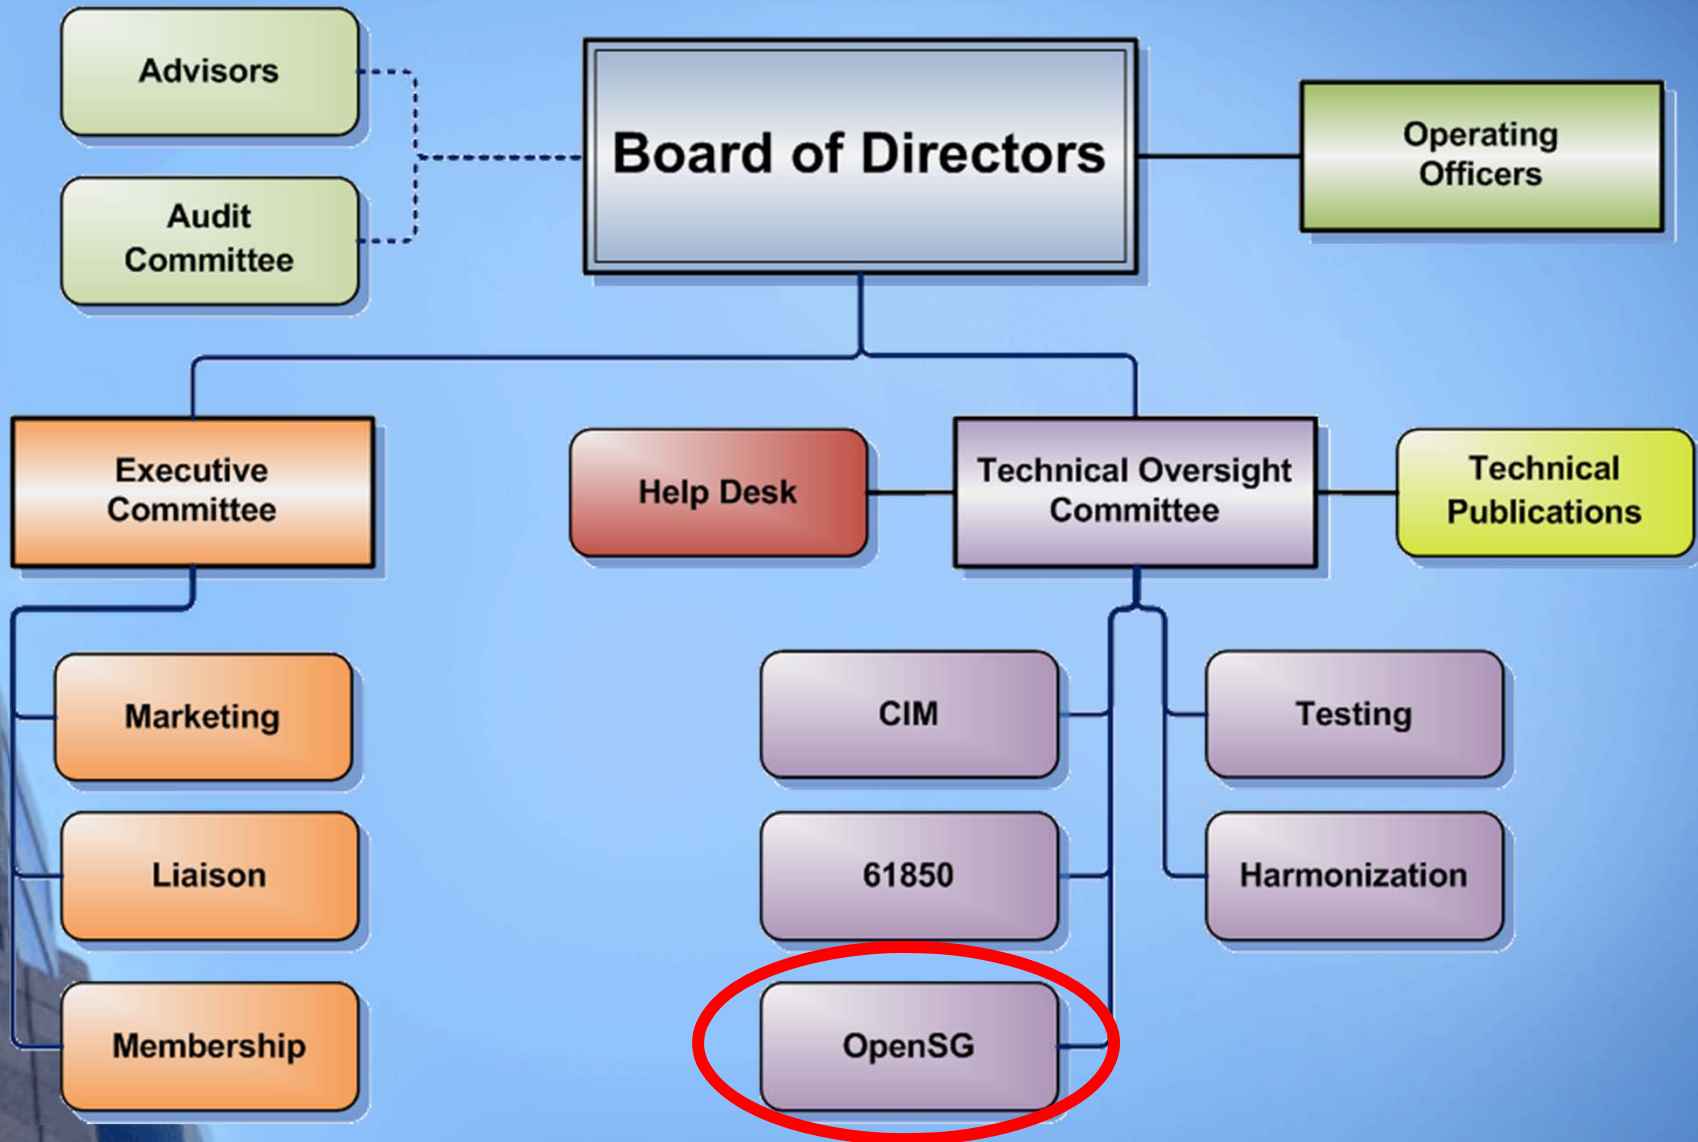 Advisors
Board of Directors
Operating
Officers
Audit
Committee
Executive
Committee
Help Desk
Technical Oversight
Committee
Technical
Publications
Marketing
CIM
Testing
Liaison
61850
Harmonization
Membership
OpenSG